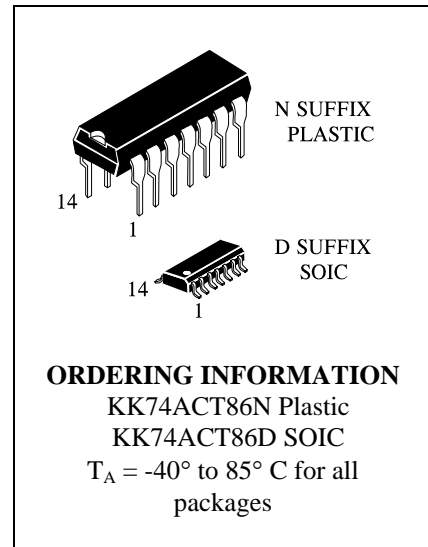 N SUFFIX
PLASTIC
14
1
D SUFFIX
SOIC
14
1
ORDERING INFORMATION
KK74ACT86N Plastic
KK74ACT86D SOIC
TA = -40° to 85° C for all
packages